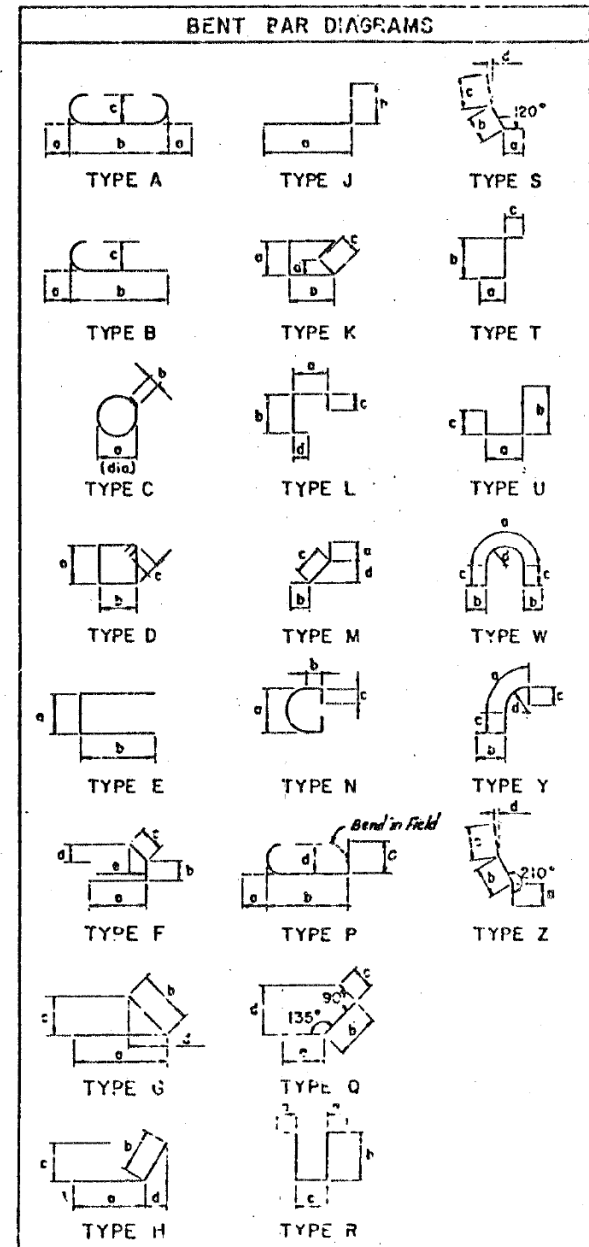 BENT BAR DIAGRAMS
c
a b a
TYPE A
a
TYPE J
d
c
b
120°
a
TYPE S
c
a b
TYPE B
a
c
b
TYPE K
c
b
a
TYPE T
b
a
(dia)
TYPE C
a
b
c
d
TYPE L
c
b
a
TYPE U
a
c
b
TYPE D
c
a
d
b
TYPE M
a
d
c
c
b
b
TYPE W
a
b
TYPE E
b
a
c
TYPE N
a
d
c
c
b
TYPE Y
c
d
e
b
a
TYPE F
Bend in Field
d
c
a b
TYPE P
d
b
210°
TYPE Z
b
c
a
TYPE G
c
d
90°
135°
b
e
TYPE Q
b
c
a d
TYPE H
c
TYPE R